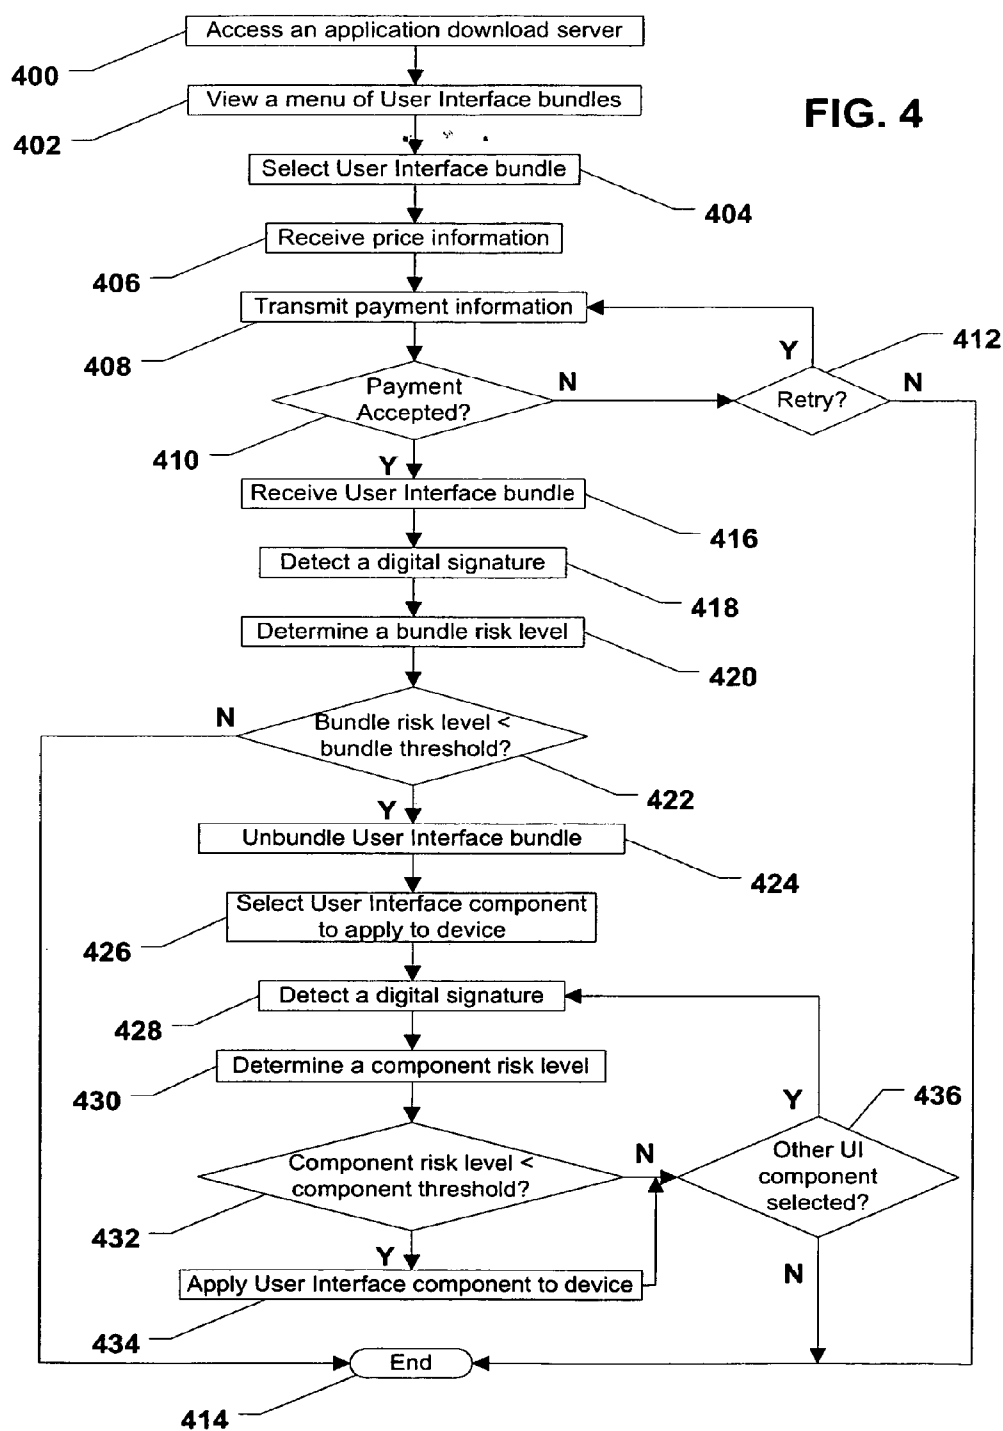 Access an application download server
400
View a menu of User Interface bundles
FIG. 4
402
Select User Interface bundle
404
Receive price information
406
Transmit payment information
408
412
Y
Payment
Accepted?
N
Retry?
N
410
Y
Receive User Interface bundle
416
Detect a digital signature
418
Determine a bundle risk level
420
N
Bundle risk level <
bundle threshold?
422
Y
Unbundle User Interface bundle
424
Select User Interface component
to apply to device
426
Detect a digital signature
428
Determine a component risk level
430
Y
436
Component risk level <
component threshold?
N
Other UI
component
selected?
432
Y
N
Apply User Interface component to device
434
End
414